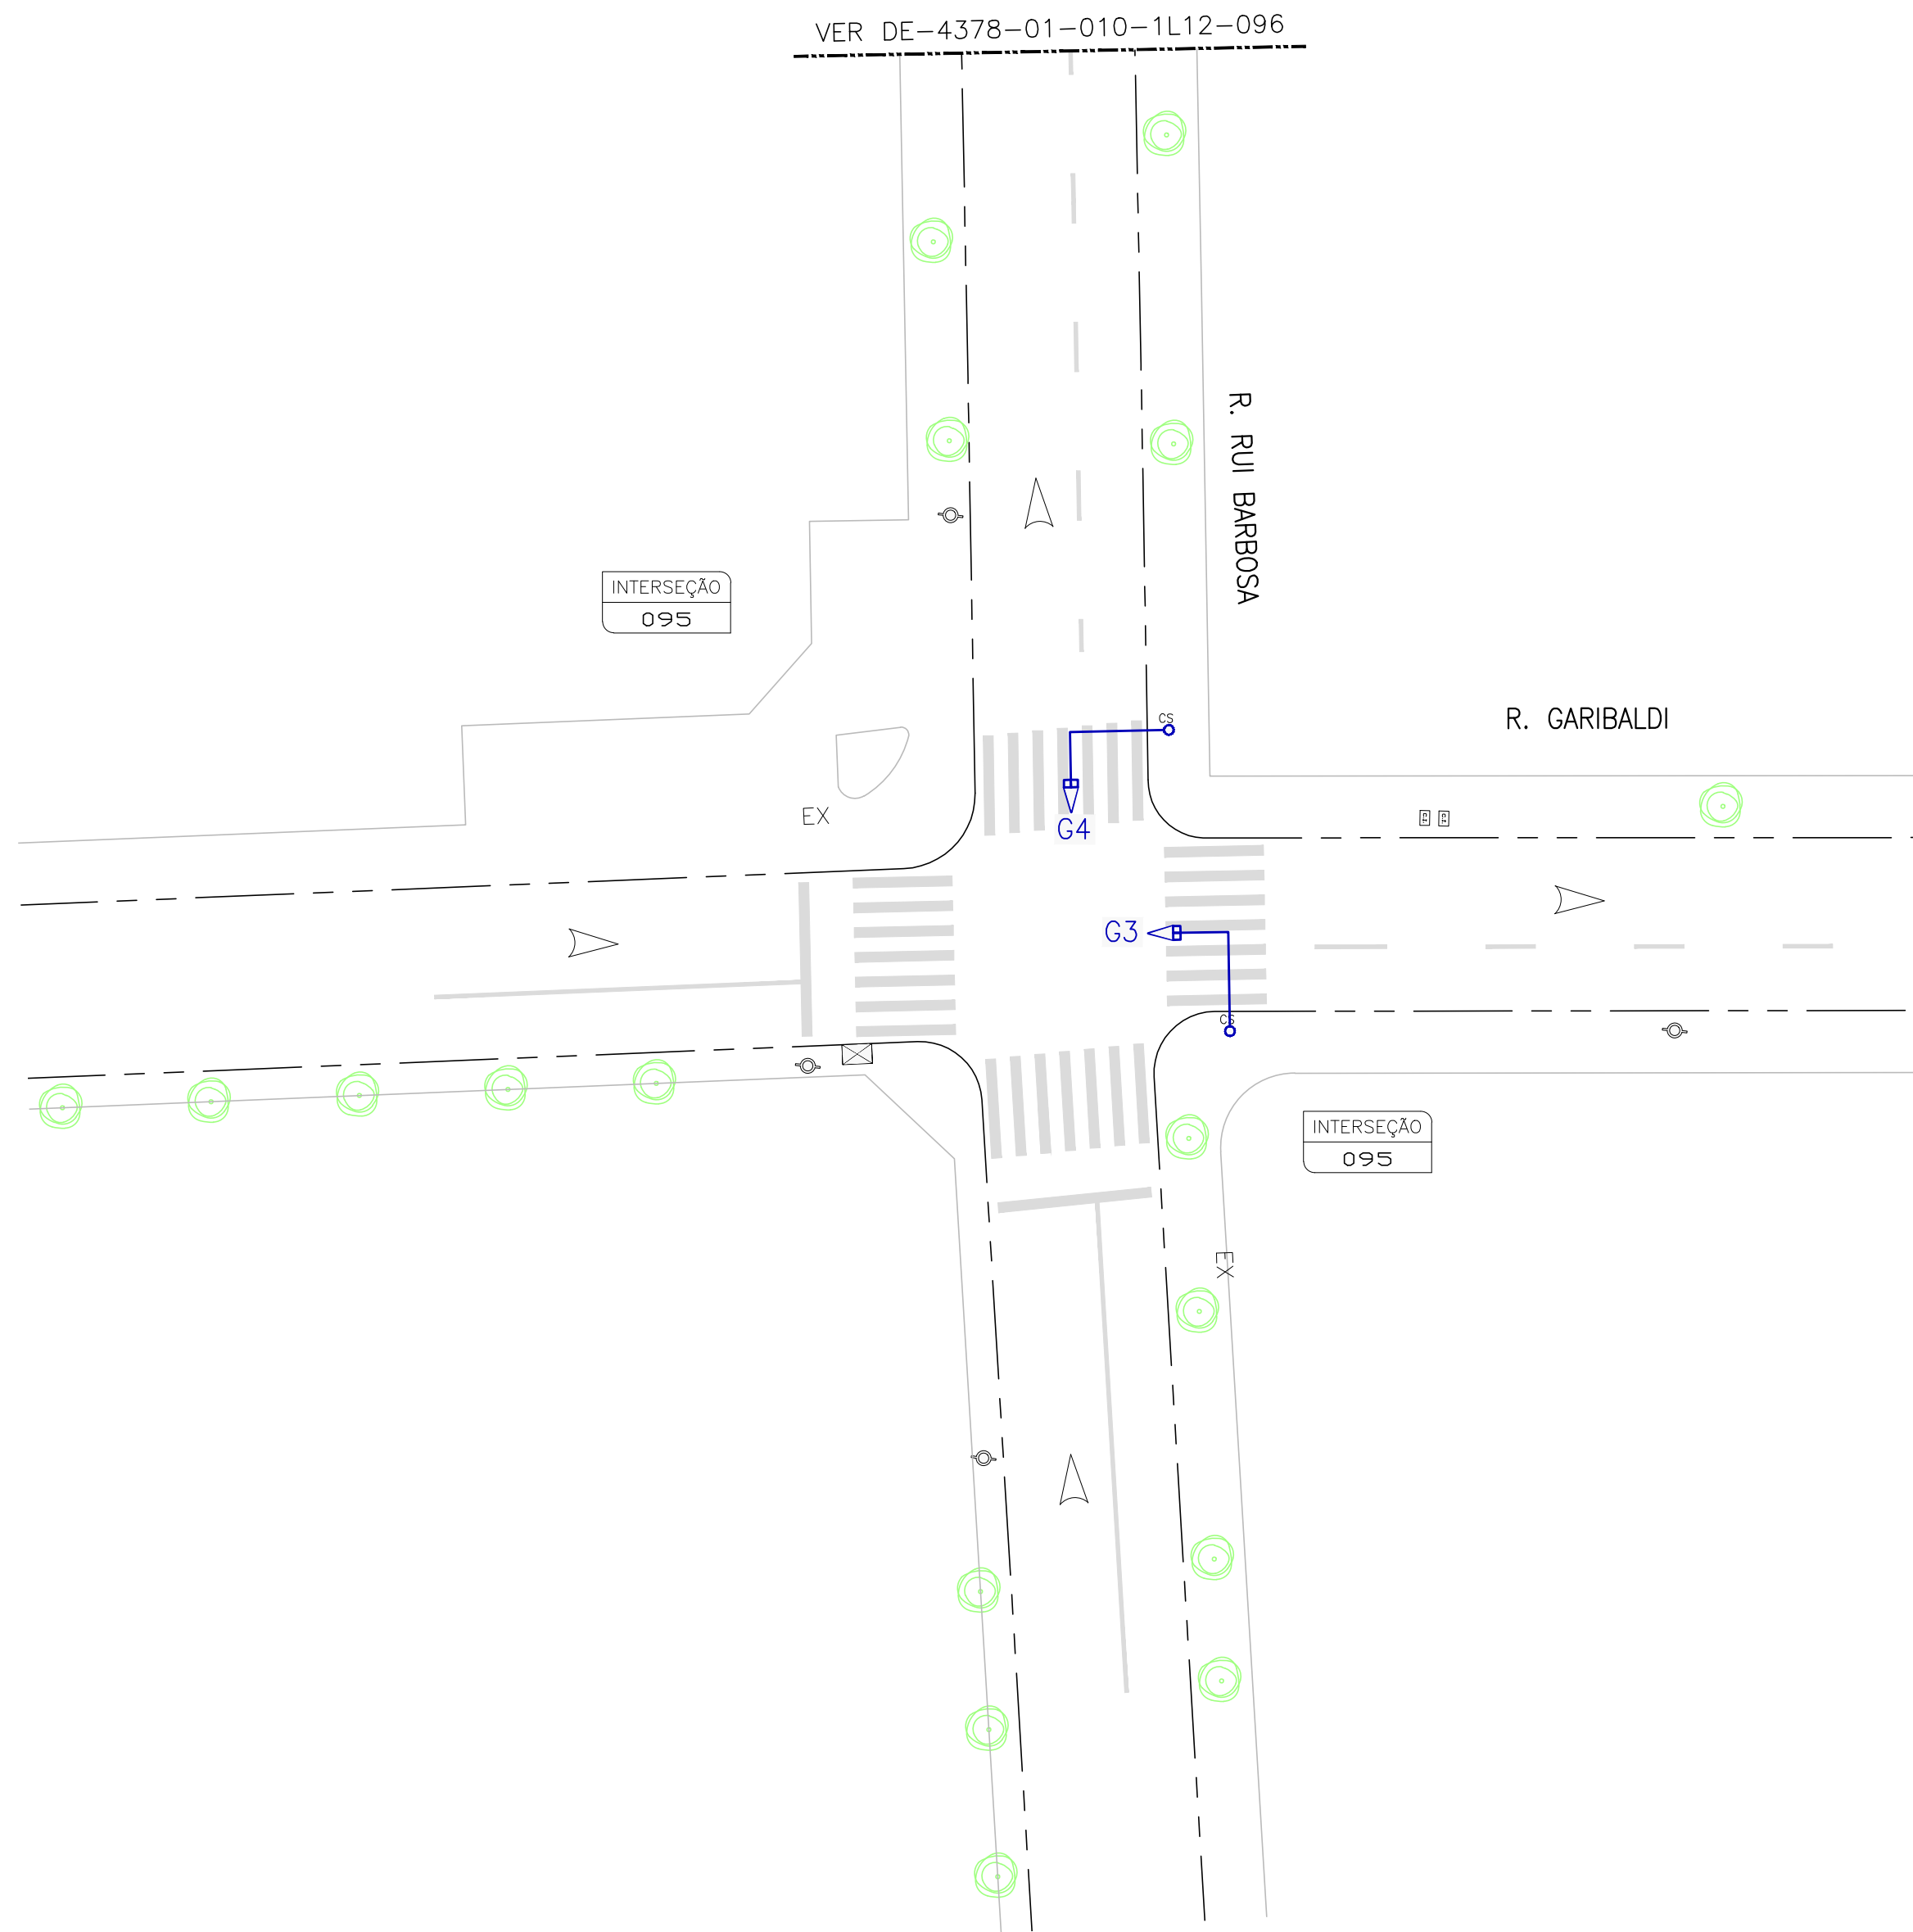 VER DE-4378-01-010-1L12-096
R. RUI BARBOSA
INTERSEÇÃO
095
R. GARIBALDI
CS
EX
G4
G3
CS
INTERSEÇÃO
095
EX